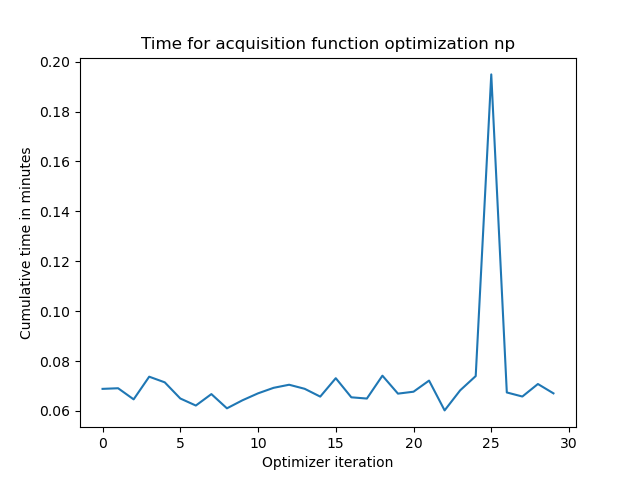 Time for acquisition function optimization np
Cumulative time in minutes
0.20
0.18
0.16
0.14
0.12
0.10
0.08
0.06
0 5 10 15 20 25 30
Optimizer iteration